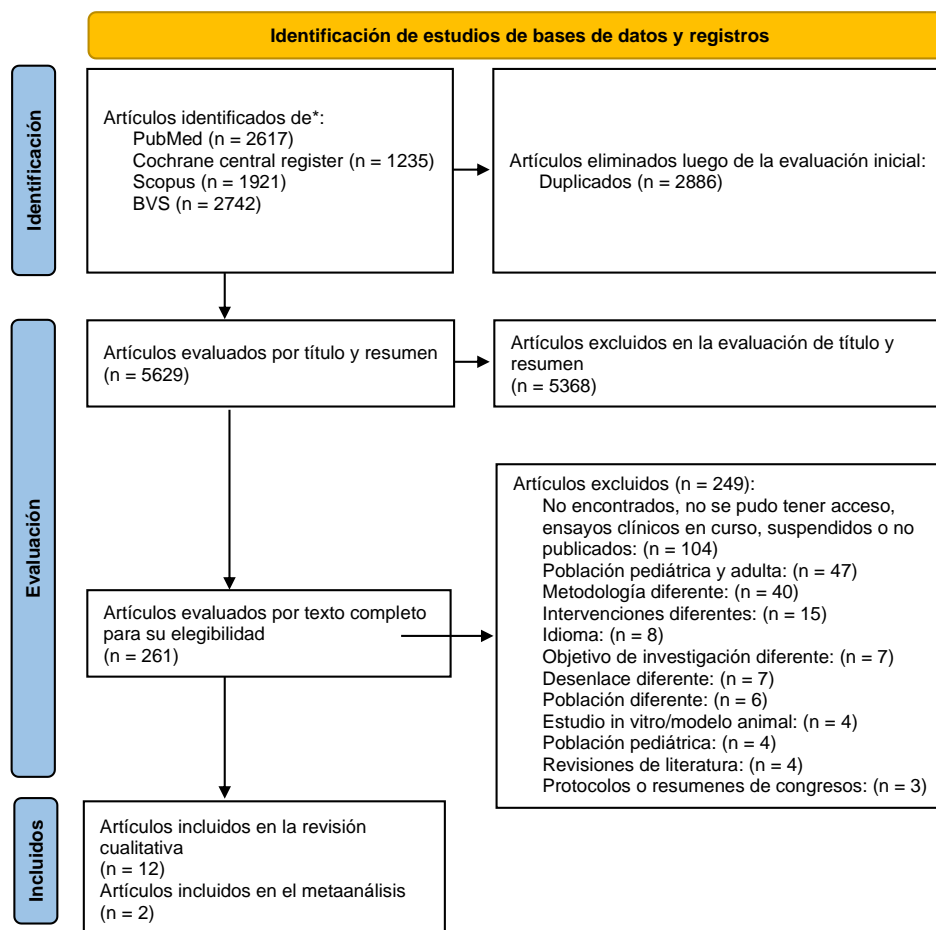 Identificación de estudios de bases de datos y registros
Identificación
Artículos identificados de*:
PubMed (n = 2617)
Cochrane central register (n = 1235)
Scopus (n = 1921)
BVS (n = 2742)
Artículos eliminados luego de la evaluación inicial:
Duplicados (n = 2886)
Evaluación
Artículos evaluados por título y resumen
(n = 5629)
Artículos excluidos en la evaluación de título y
resumen
(n = 5368)
Artículos evaluados por texto completo
para su elegibilidad
(n = 261)
Artículos excluidos (n = 249):
No encontrados, no se pudo tener acceso,
ensayos clínicos en curso, suspendidos o no
publicados: (n = 104)
Población pediátrica y adulta: (n = 47)
Metodología diferente: (n = 40)
Intervenciones diferentes: (n = 15)
Idioma: (n = 8)
Objetivo de investigación diferente: (n = 7)
Desenlace diferente: (n = 7)
Población diferente: (n = 6)
Estudio in vitro/modelo animal: (n = 4)
Población pediátrica: (n = 4)
Revisiones de literatura: (n = 4)
Protocolos o resumenes de congresos: (n = 3)
Incluidos
Artículos incluidos en la revisión
cualitativa
(n = 12)
Artículos incluidos en el metaanálisis
(n = 2)